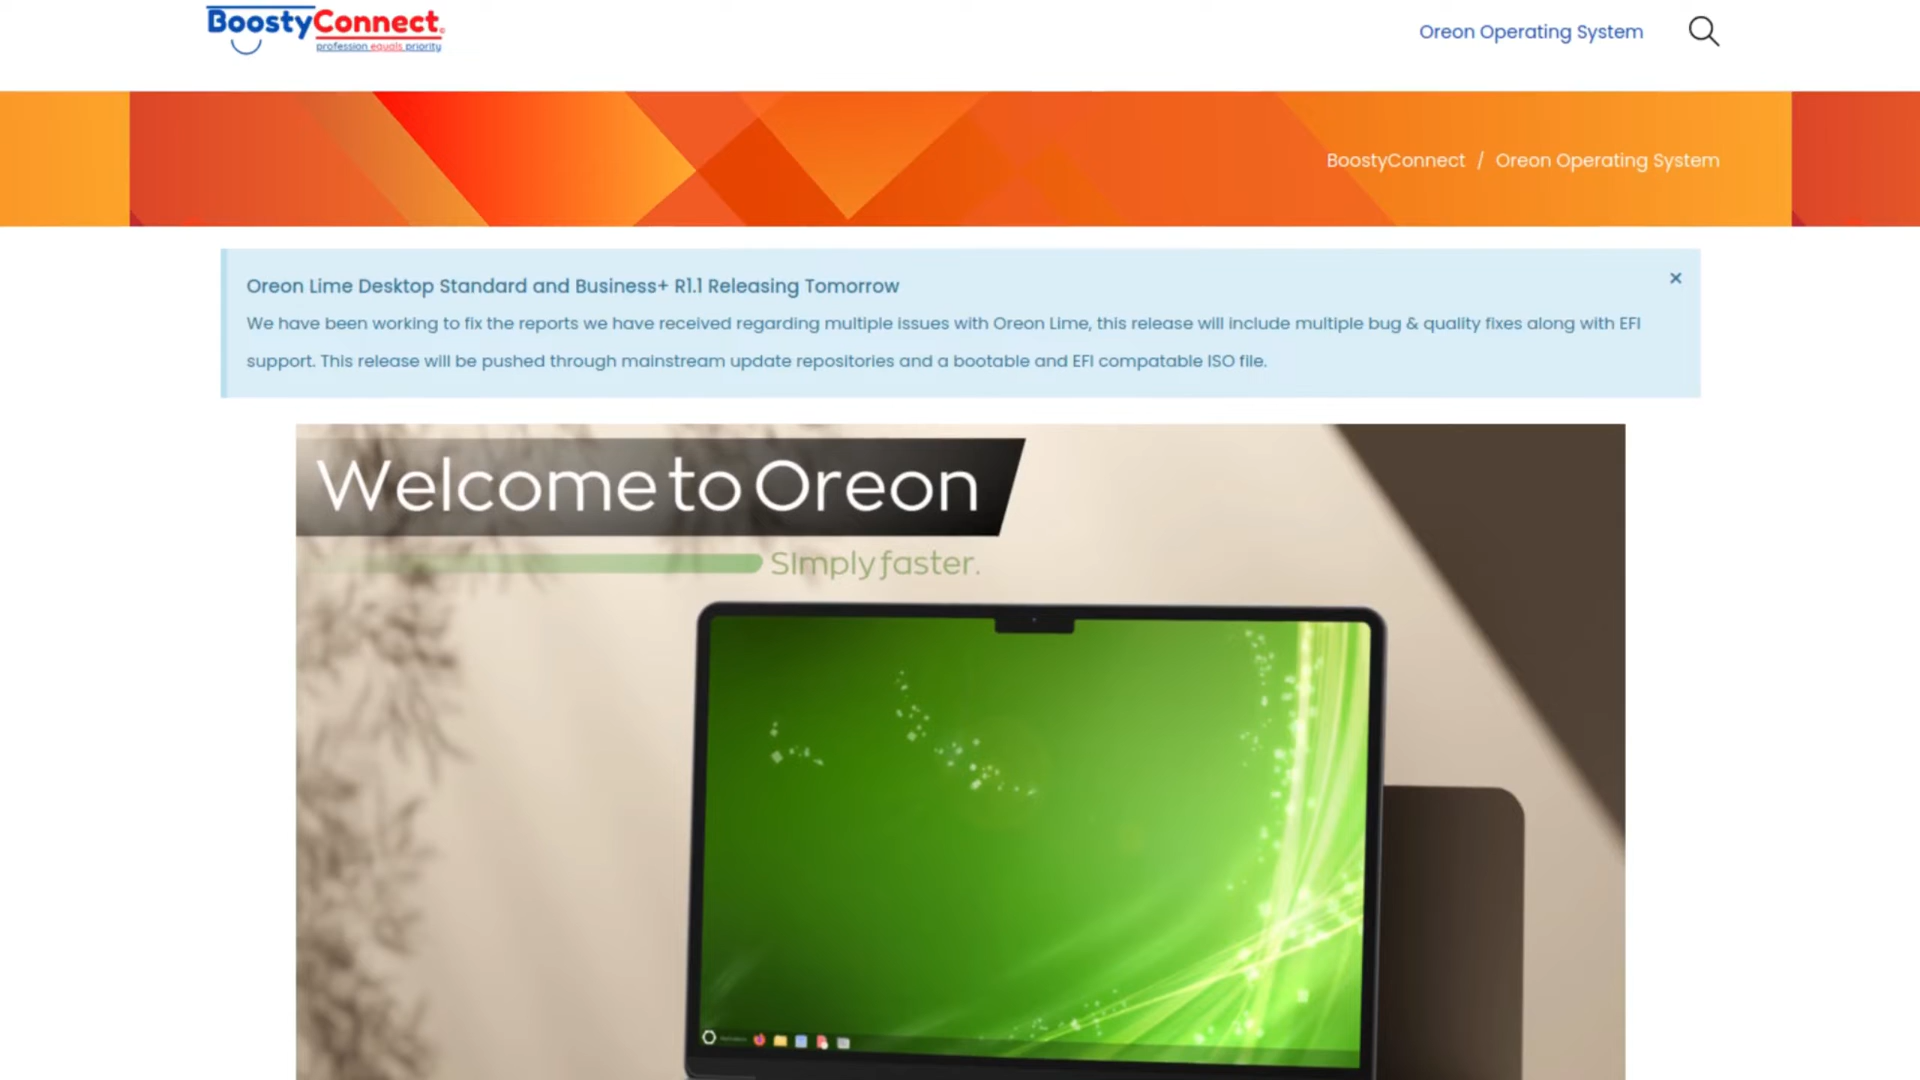 BoostyConnect
profession equals priority
Oreon Operating System
BoostyConnect / Oreon Operating System
Oreon Lime Desktop Standard and Business+ R1.1 Releasing Tomorrow
We have been working to fix the reports we have received regarding multiple issues with Oreon Lime, this release will include multiple bug & quality fixes along with EFI
support. This release will be pushed through mainstream update repositories and a bootable and EFI compatable ISO file.
×
Welcome to Oreon
SImply faster.